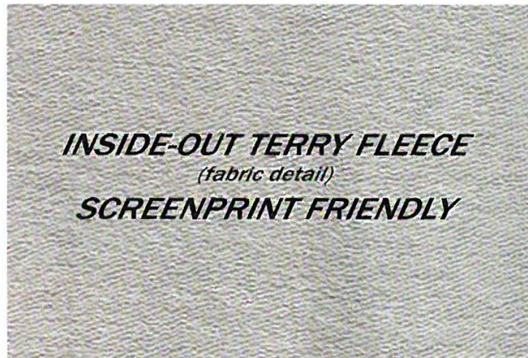 INSIDE-OUT TERRY FLEECE
(fabric detail)
SCREENPRINT FRIENDLY